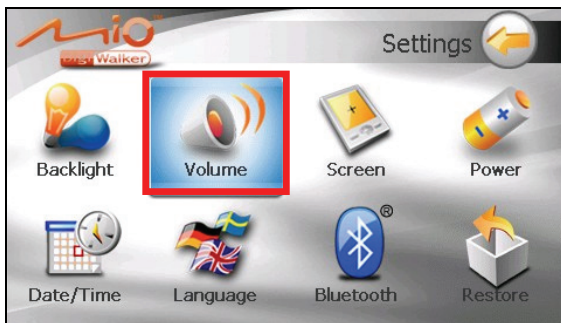 Mio
DigiWalker
Settings
Backlight Volume Screen Power
Date/Time Language Bluetooth ® Restore